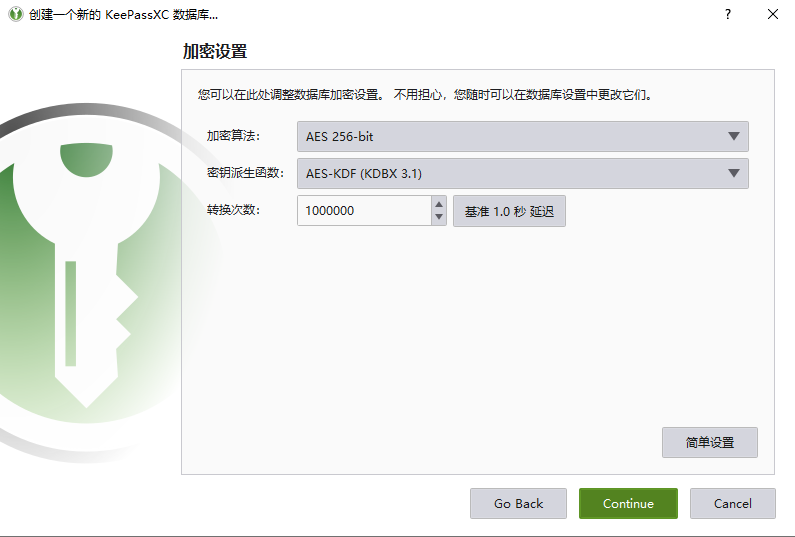 创建一个新的 KeePassXC 数据库...
加密设置
您可以在此处调整数据库加密设置。 不用担心，您随时可以在数据库设置中更改它们。
加密算法： AES 256-bit
密钥派生函数： AES-KDF (KDBX 3.1)
转换次数： 1000000 基准 1.0 秒 延迟
简单设置
Go Back Continue Cancel